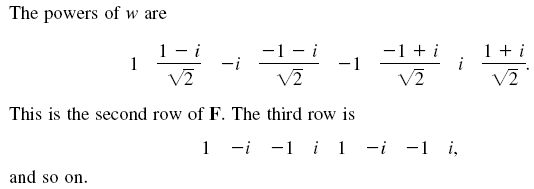 The powers of w are
1 (1 − i)/√2 −i (−1 − i)/√2 −1 (−1 + i)/√2 i (1 + i)/√2.
This is the second row of F. The third row is
1 −i −1 i 1 −i −1 i,
and so on.